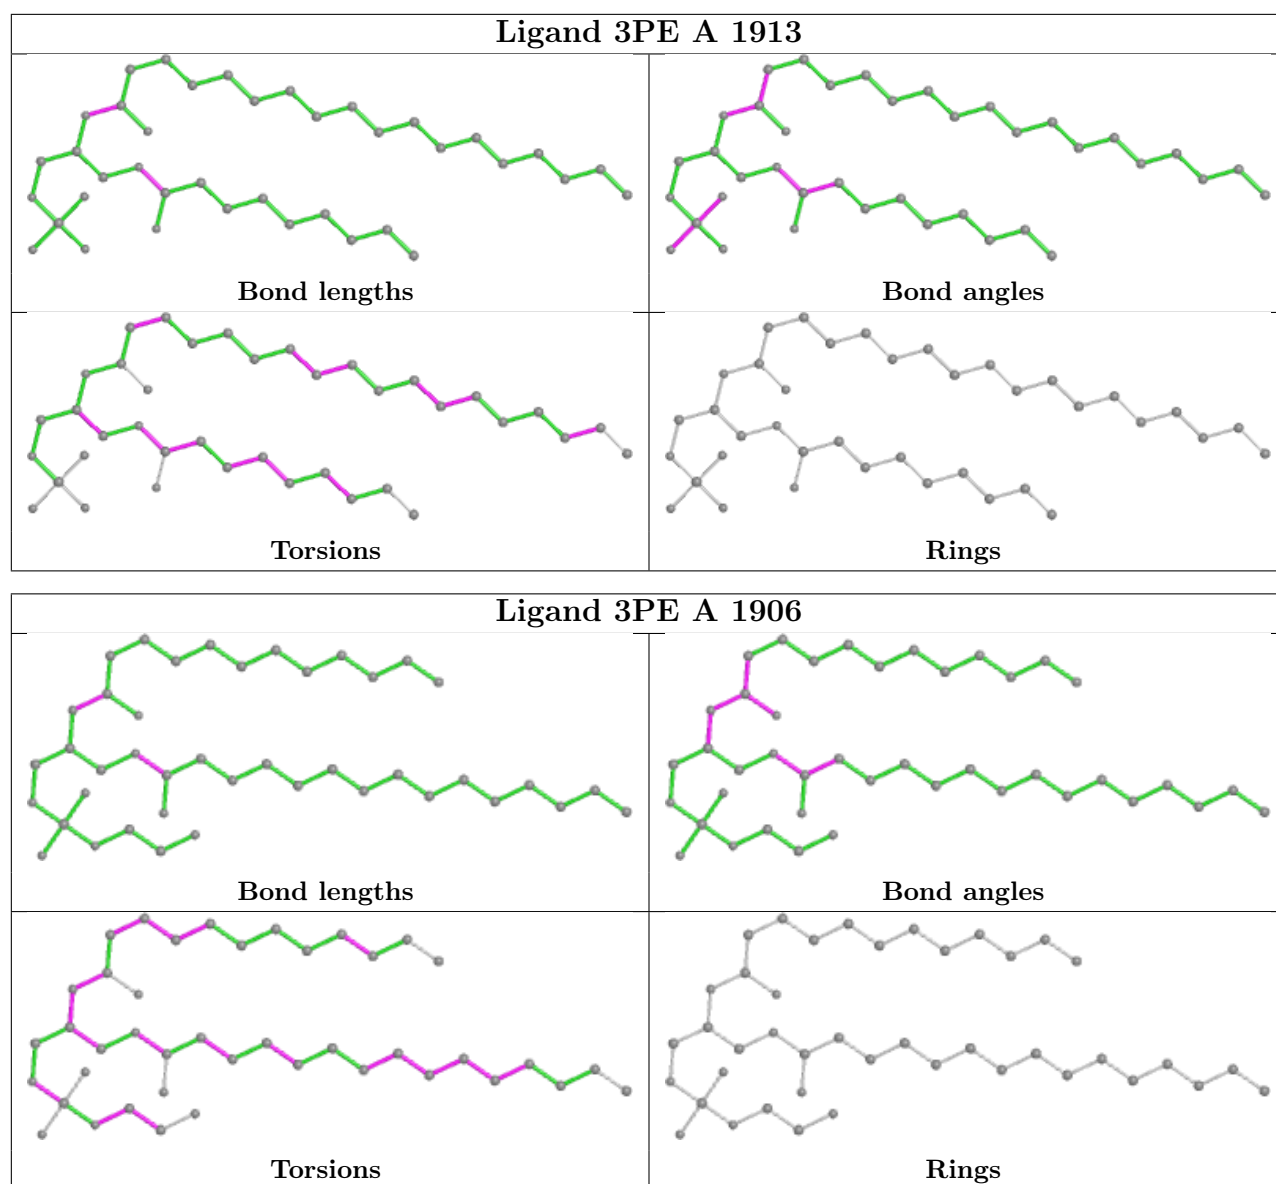 Ligand 3PE A 1913
Bond lengths
Bond angles
Torsions
Rings
Ligand 3PE A 1906
Bond lengths
Bond angles
Torsions
Rings